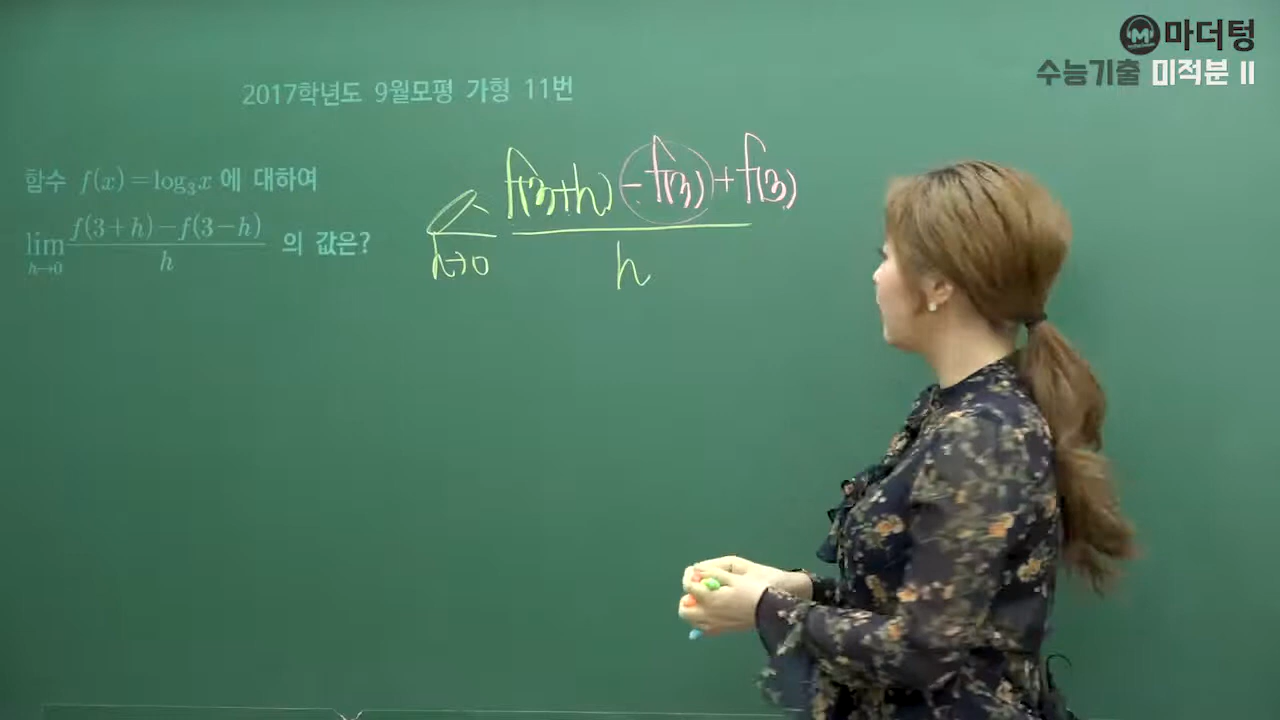 마더텅
수능기출 미적분 II
2017학년도 9월모평 가형 11번
함수 f(x)=log₃x 에 대하여
lim h→0 (f(3+h)-f(3-h))/h 의 값은?
lim h→0 (f(3+h)-f(3)+f(3))/h